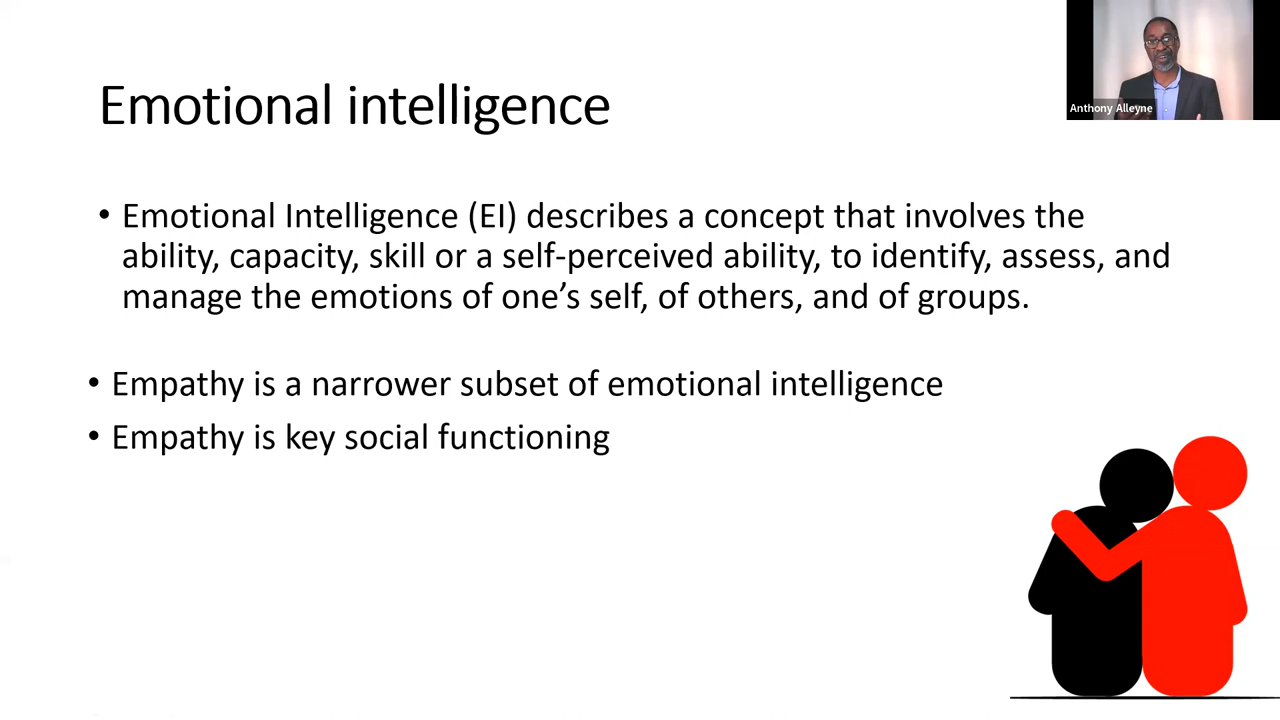 Emotional intelligence
Anthony Alleyne
• Emotional Intelligence (EI) describes a concept that involves the
ability, capacity, skill or a self-perceived ability, to identify, assess, and
manage the emotions of one’s self, of others, and of groups.
• Empathy is a narrower subset of emotional intelligence
• Empathy is key social functioning